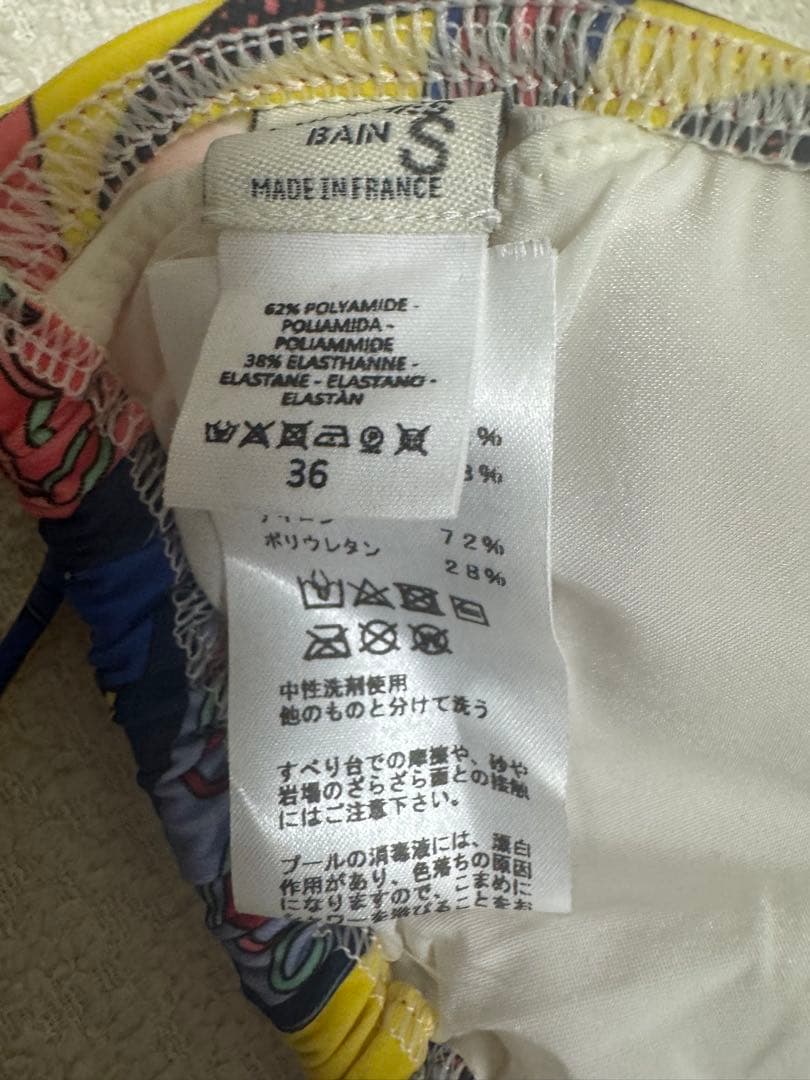 BAIN S
MADE IN FRANCE
62% POLYAMIDE -
POLIAMIDA -
POLIAMMIDE
38% ELASTHANNE -
ELASTANE - ELASTANO -
ELASTÀN
36
%
8%
ナイロン 72%
ポリウレタン 28%
中性洗剤使用
他のものと分けて洗う
すべり台での摩擦や、砂や
岩場のざらざら面との接触
にはご注意下さい。
プールの消毒液には、漂白
作用があり、色落ちの原因
になりますので、こまめに